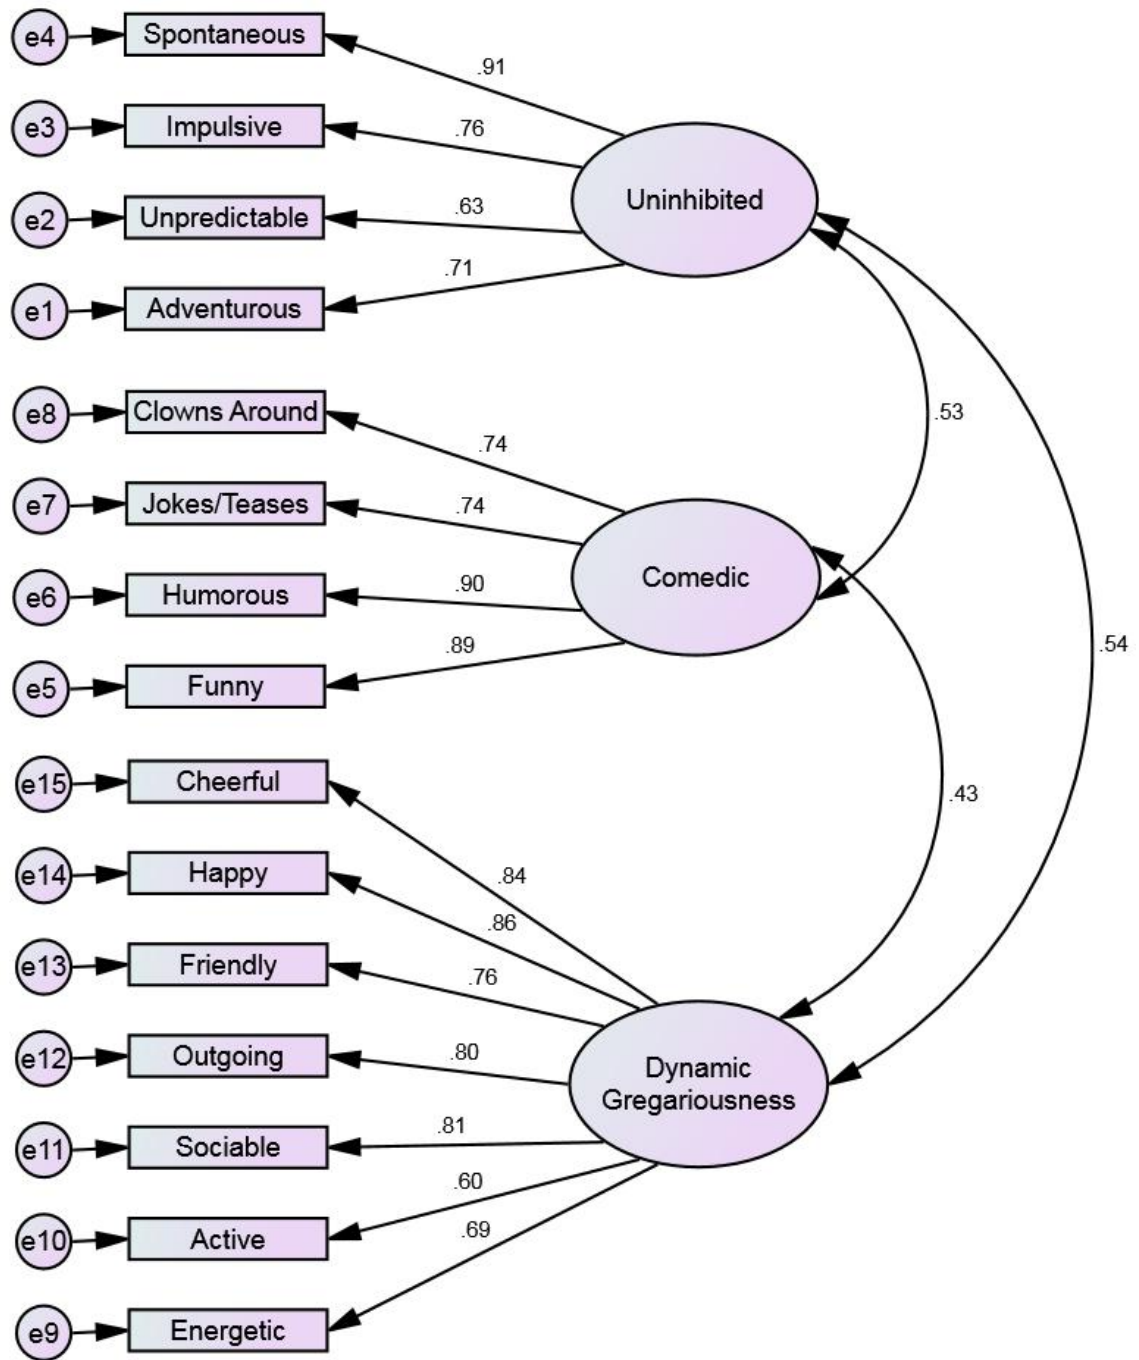 e4
Spontaneous
.91
e3
Impulsive
.76
Uninhibited
e2
Unpredictable
.63
e1
Adventurous
.71
e8
Clowns Around
.74
.53
e7
Jokes/Teases
.74
Comedic
e6
Humorous
.90
e5
Funny
.89
.54
e15
Cheerful
.84
.43
e14
Happy
.86
e13
Friendly
.76
e12
Outgoing
.80
Dynamic
Gregariousness
e11
Sociable
.81
e10
Active
.60
e9
Energetic
.69